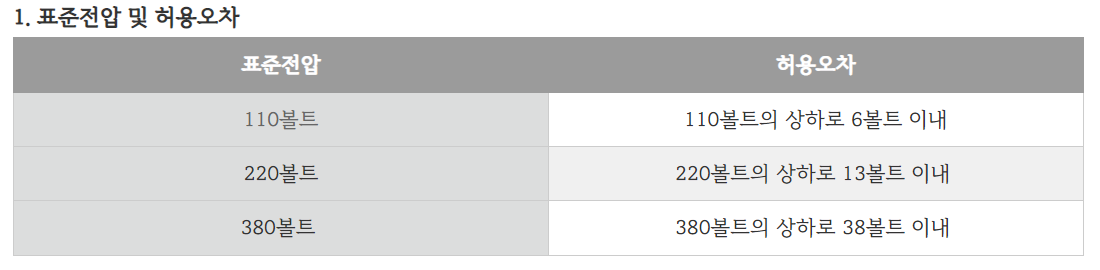 1. 표준전압 및 허용오차
표준전압 허용오차
110볼트 110볼트의 상하로 6볼트 이내
220볼트 220볼트의 상하로 13볼트 이내
380볼트 380볼트의 상하로 38볼트 이내